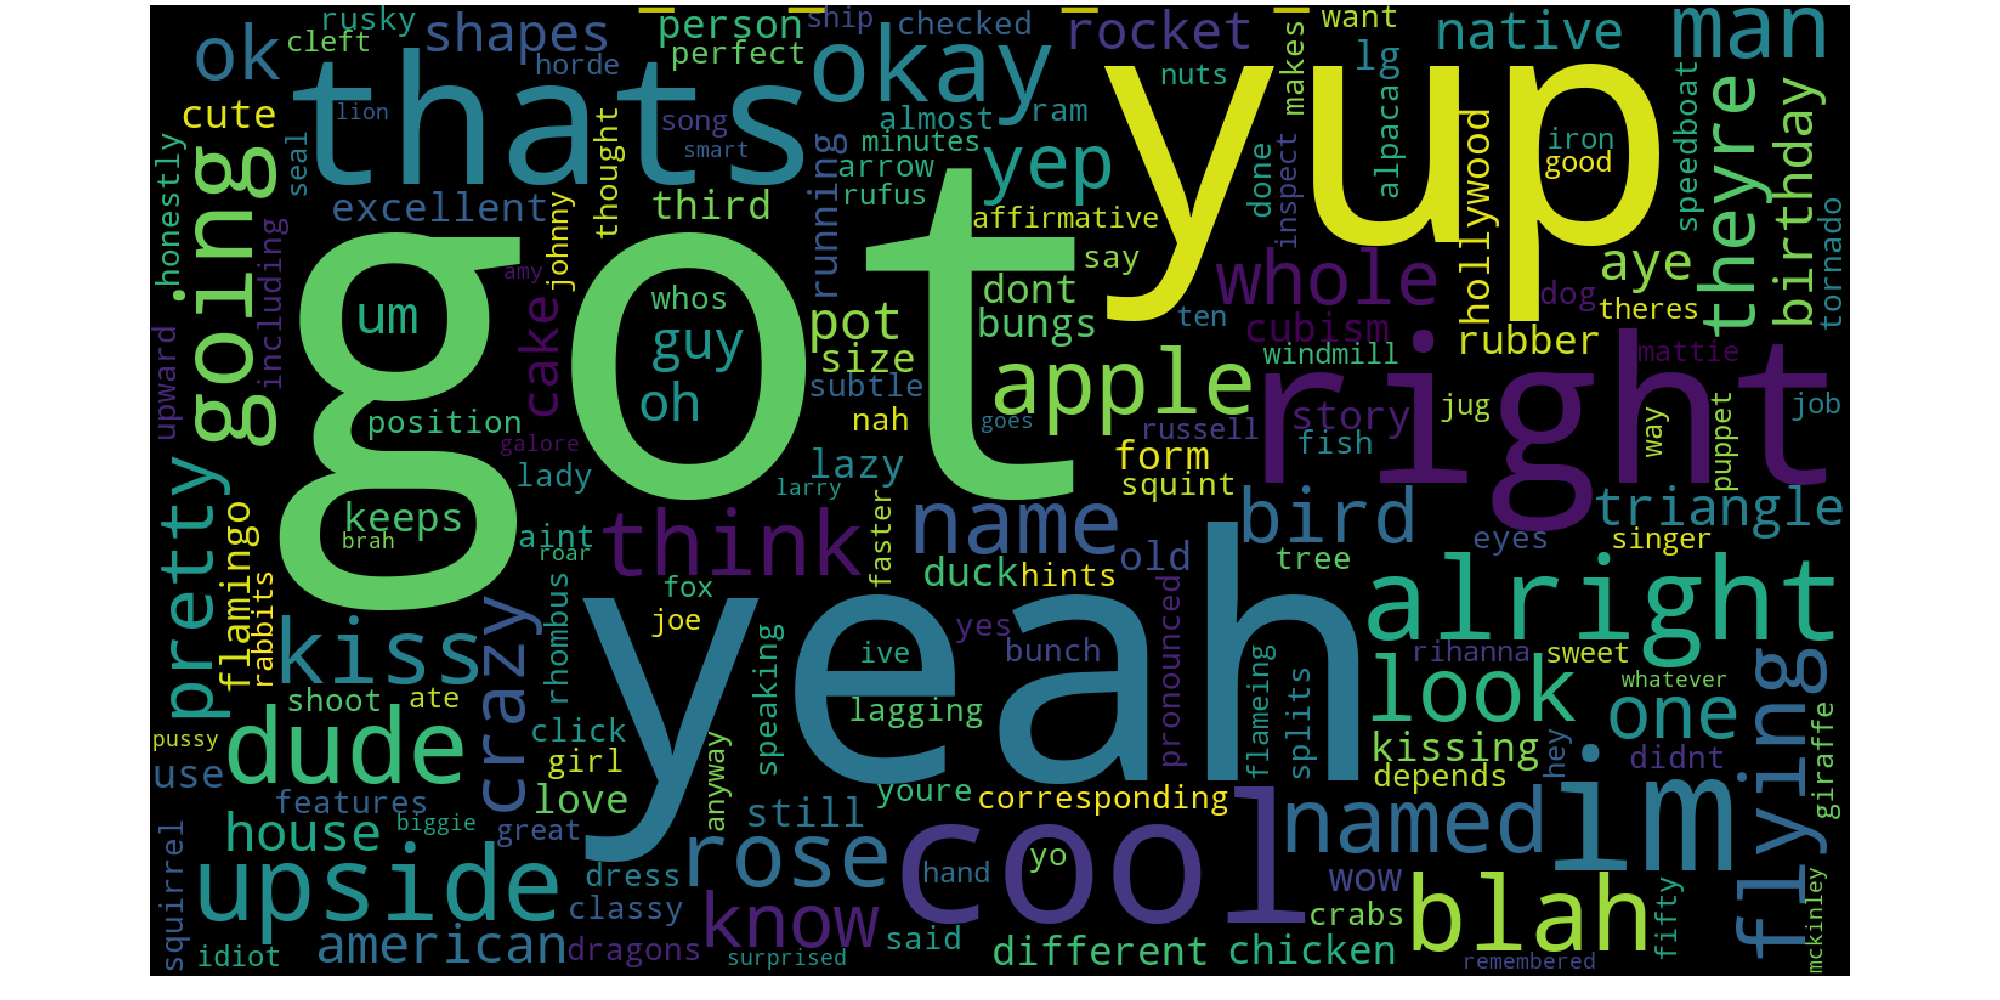 rusky
cleft
shapes
horde
person
perfect
ship
checked
rocket
want
native
man
ok
thats
okay
yup
nuts
makes
lg
cute
lion
song
smart
almost
ram
minutes
arrow
rufus
yep
alpacac
iron
good
speedboat
birthday
theyre
honestly
going
seal
excellent
johnny
thought
third
running
affirmative
done
inspect
hollywood
tornado
including
got
amy
cake
um
whos
guy
oh
say
dont
bungs
pot
size
subtle
nah
apple
goes
ten
whole
cubism
windmill
dog
aye
theres
rubber
mattie
right
upward
position
galore
lady
larry
lazy
russell
story
fish
form
squint
jug
way
puppet
job
pretty
flamingo
rabbits
keeps
brah
aint
roar
think
faster
name
old
bird
triangle
eyes
singer
tree
duck
hints
fox
joe
kiss
crazy
rhombus
yeah
speaking
ive
yes
bunch
pronounced
lagging
alright
rihanna
sweet
whatever
look
one
flying
giraffe
shoot
ate
pussy
use
dude
click
girl
love
anyway
flameing
splits
kissing
depends
hey
didnt
features
biggie
great
house
still
youre
corresponding
named
im
squirrel
upside
rose
dress
classy
cool
hand
yo
wow
crabs
blah
fifty
mckinley
idiot
american
dragons
know
surprised
said
different
chicken
remembered